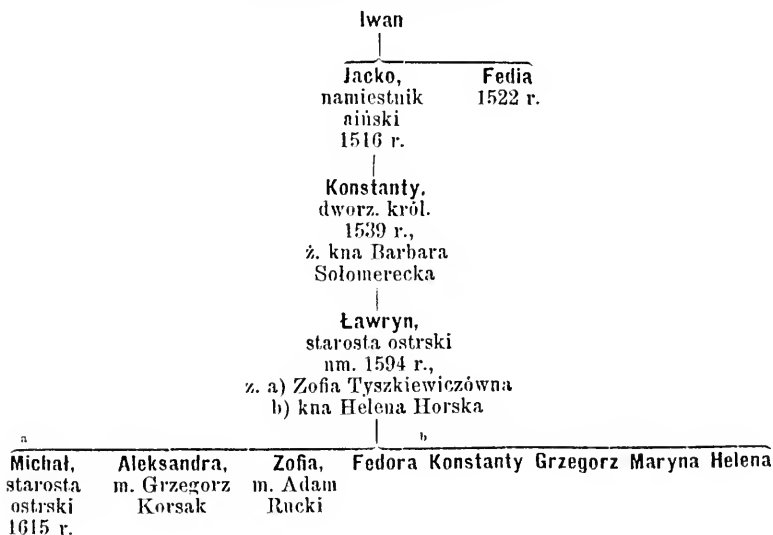 Iwan
Jacko, Fedia
namiestnik 1522 r.
aiński
1516 r.
Konstanty,
dworz. król.
1539 r.,
ż. kna Barbara
Sołomerecka
Ławryn,
starosta ostrski
um. 1594 r.,
z. a) Zofia Tyszkiewiczówna
b) kna Helena Horska
a b
Michał, Aleksandra, Zofia, Fedora Konstanty Grzegorz Maryna Helena
starosta m. Grzegorz m. Adam
ostrski Korsak Rucki
1615 r.